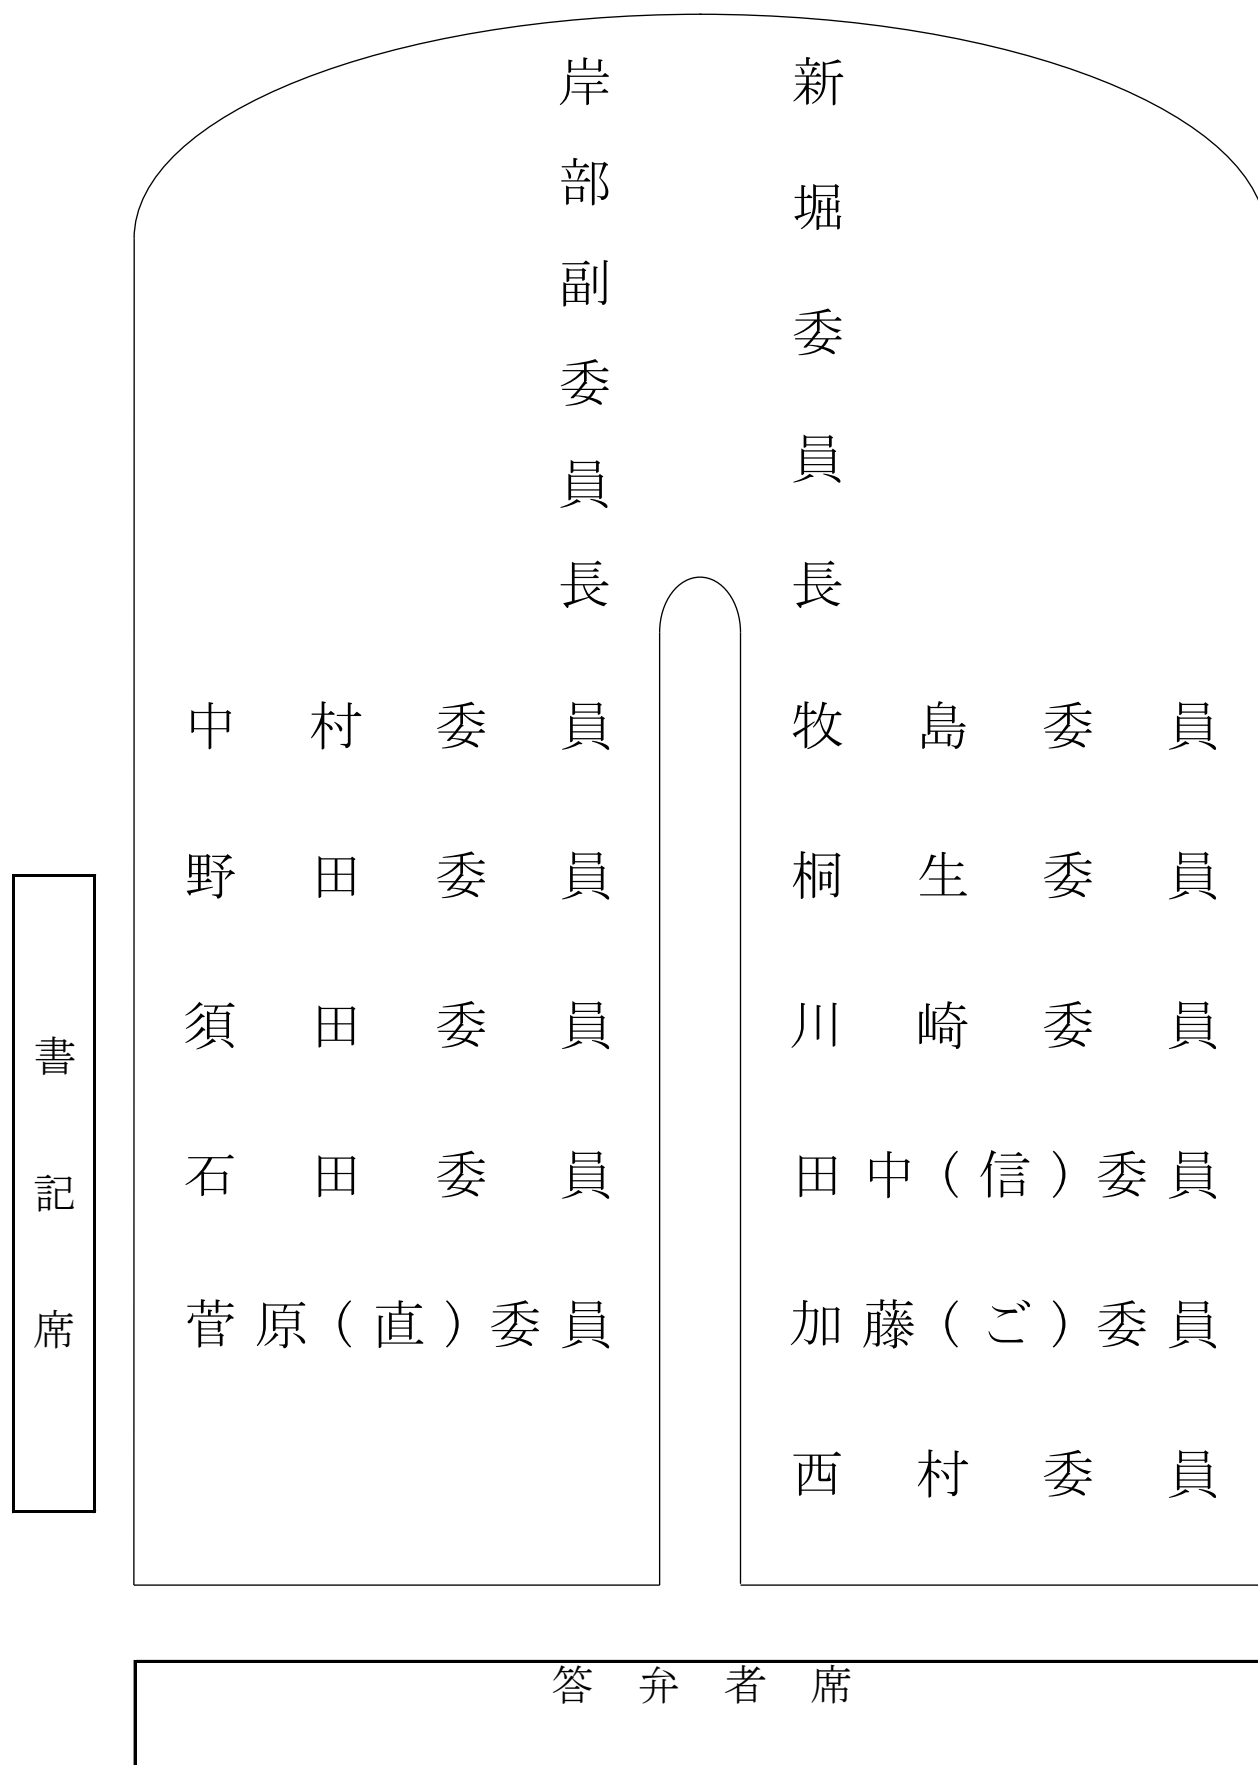 新堀委員長
岸部副委員長
中村委員
牧島委員
野田委員
桐生委員
須田委員
川崎委員
石田委員
田中(信)委員
菅原(直)委員
加藤(ご)委員
西村委員
書記席
答弁者席